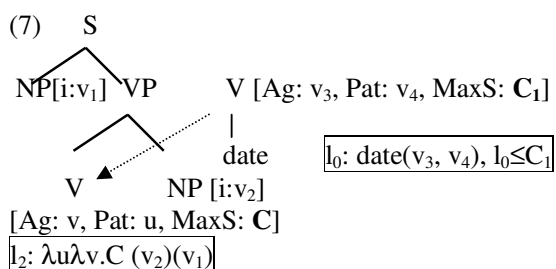 (7) S
NP[i:v₁] VP V [Ag: v₃, Pat: v₄, MaxS: C₁]
date l₀: date(v₃, v₄), l₀≤C₁
V NP [i:v₂]
[Ag: v, Pat: u, MaxS: C]
l₂: λuλv.C (v₂)(v₁)